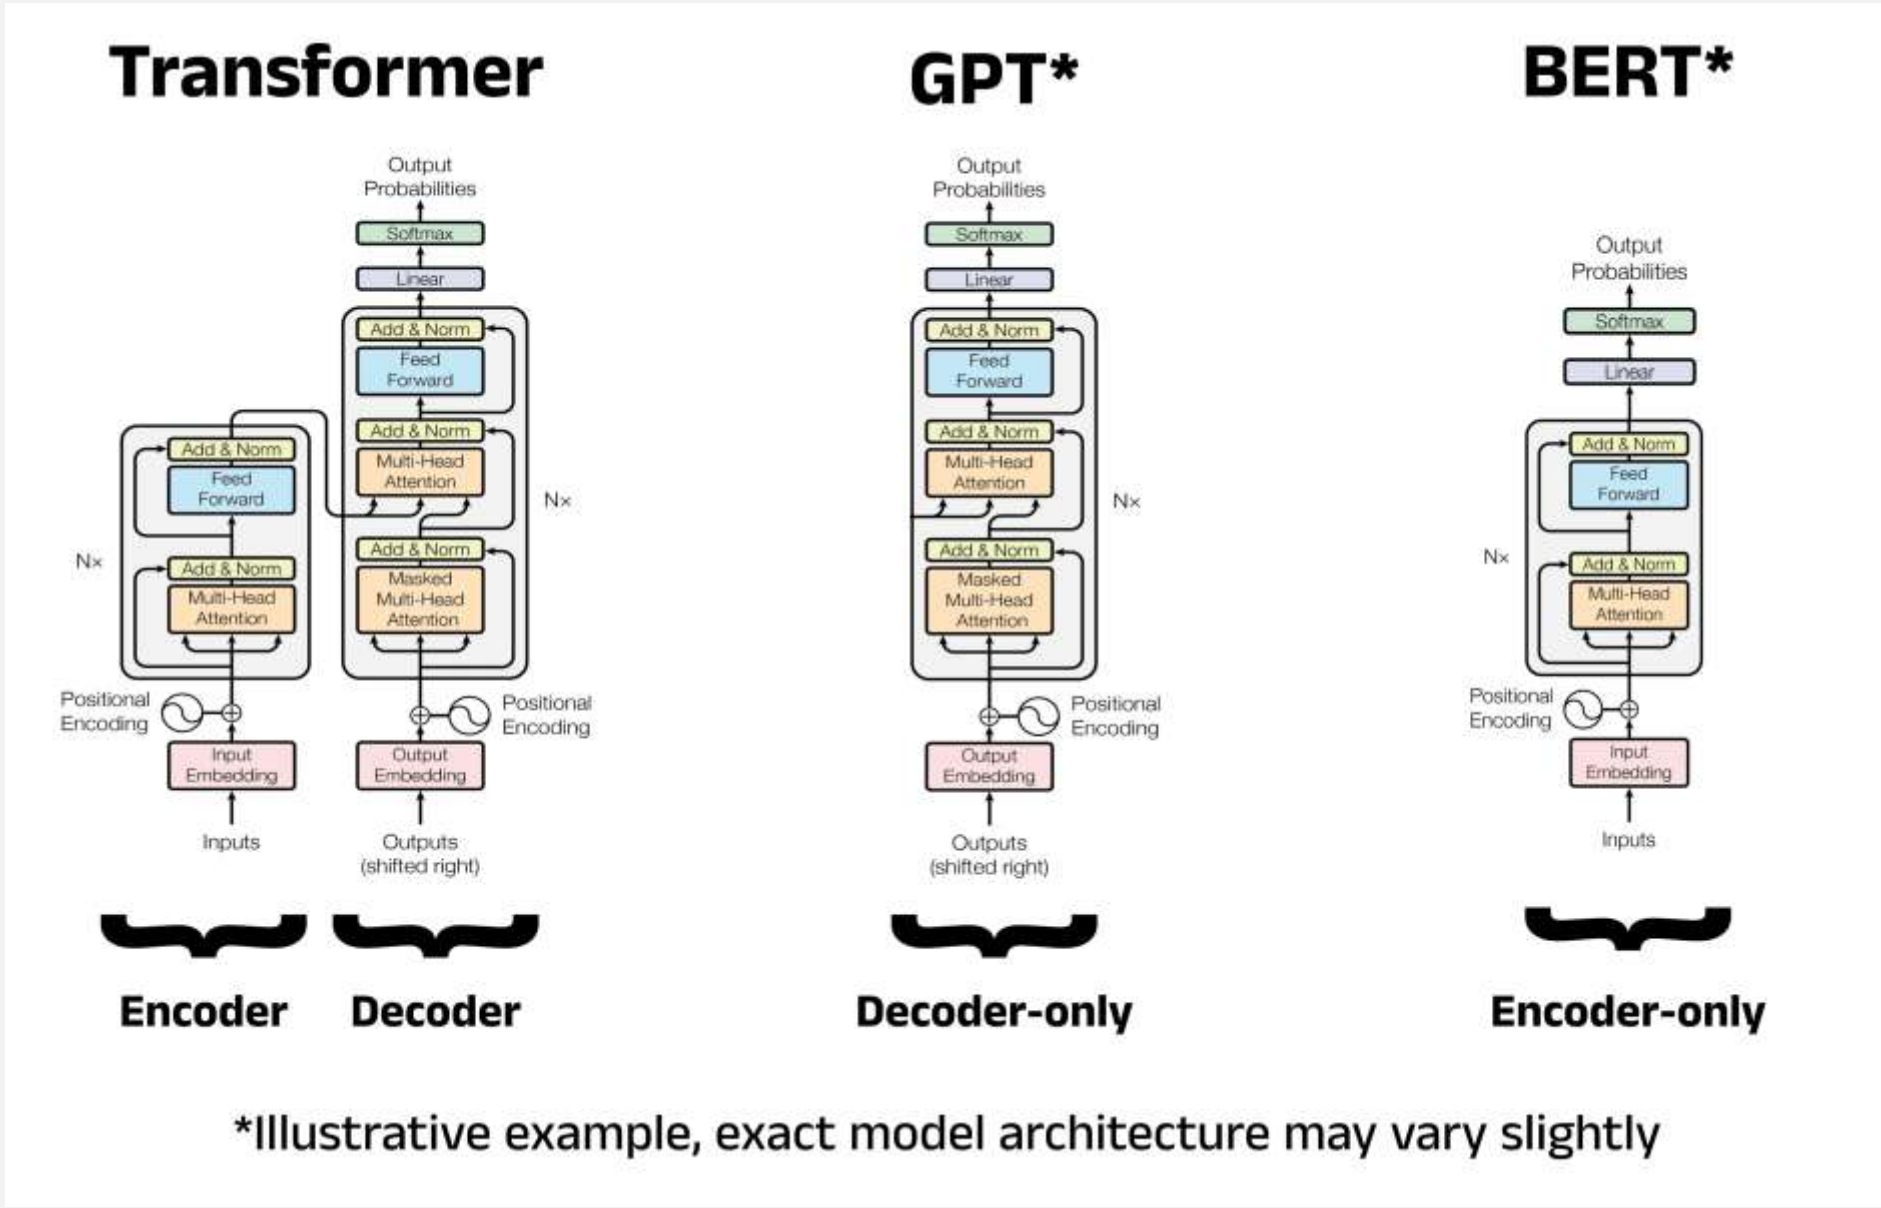 Transformer
Output
Probabilities
Softmax
Linear
Add & Norm
Feed
Forward
Add & Norm
Multi-Head
Attention
Add & Norm
Masked
Multi-Head
Attention
Nx
Add & Norm
Feed
Forward
Add & Norm
Multi-Head
Attention
Nx
Positional
Encoding
Input
Embedding
Inputs
Positional
Encoding
Output
Embedding
Outputs
(shifted right)
Encoder
Decoder
GPT*
Output
Probabilities
Softmax
Linear
Add & Norm
Feed
Forward
Add & Norm
Multi-Head
Attention
Nx
Add & Norm
Masked
Multi-Head
Attention
Positional
Encoding
Output
Embedding
Outputs
(shifted right)
Decoder-only
BERT*
Output
Probabilities
Softmax
Linear
Add & Norm
Feed
Forward
Nx
Add & Norm
Multi-Head
Attention
Positional
Encoding
Input
Embedding
Inputs
Encoder-only
*Illustrative example, exact model architecture may vary slightly